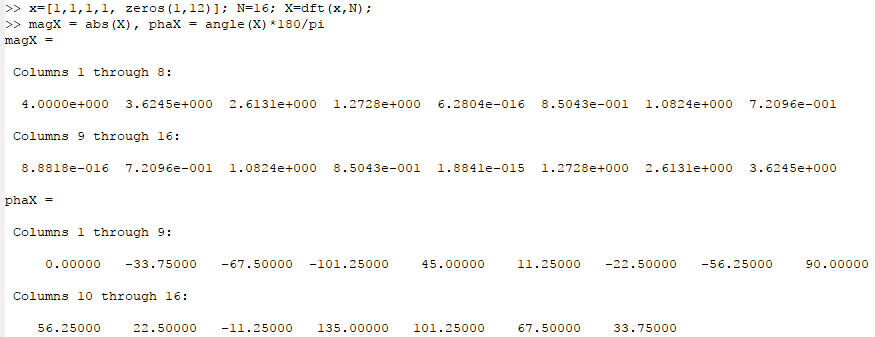 >> x=[1,1,1,1, zeros(1,12)]; N=16; X=dft(x,N);
>> magX = abs(X), phaX = angle(X)*180/pi
magX =
Columns 1 through 8:
4.0000e+000 3.6245e+000 2.6131e+000 1.2728e+000 6.2804e-016 8.5043e-001 1.0824e+000 7.2096e-001
Columns 9 through 16:
8.8818e-016 7.2096e-001 1.0824e+000 8.5043e-001 1.8841e-015 1.2728e+000 2.6131e+000 3.6245e+000
phaX =
Columns 1 through 9:
0.00000 -33.75000 -67.50000 -101.25000 45.00000 11.25000 -22.50000 -56.25000 90.00000
Columns 10 through 16:
56.25000 22.50000 -11.25000 135.00000 101.25000 67.50000 33.75000